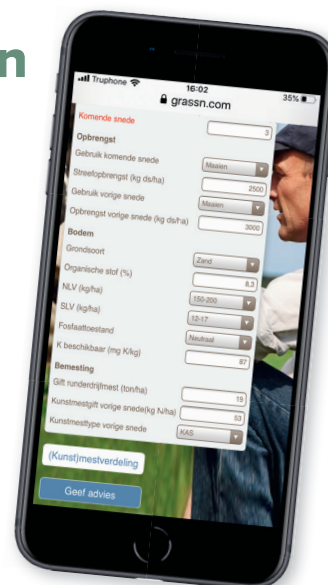 n
Truphone 16:02 35%
grassn.com
Komende snede 3
Opbrengst
Gebruik komende snede Maaien
Streefopbrengst (kg ds/ha) 2500
Gebruik vorige snede Maaien
Opbrengst vorige snede (kg ds/ha) 3000
Bodem
Grondsoort Zand
Organische stof (%) 8,3
NLV (kg/ha) 150-200
SLV (kg/ha) 12-17
Fosfaattoestand Neutraal
K beschikbaar (mg K/kg) 87
Bemesting
Gift runderdrijfmest (ton/ha) 19
Kunstmestgift vorige snede(kg N/ha) 53
Kunstmesttype vorige snede KAS
(Kunst)mestverdeling
Geef advies